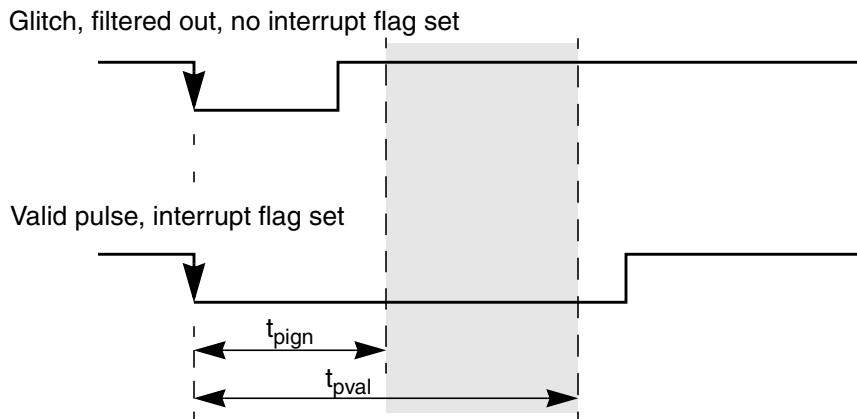 Glitch, filtered out, no interrupt flag set
Valid pulse, interrupt flag set
tpign
tpval